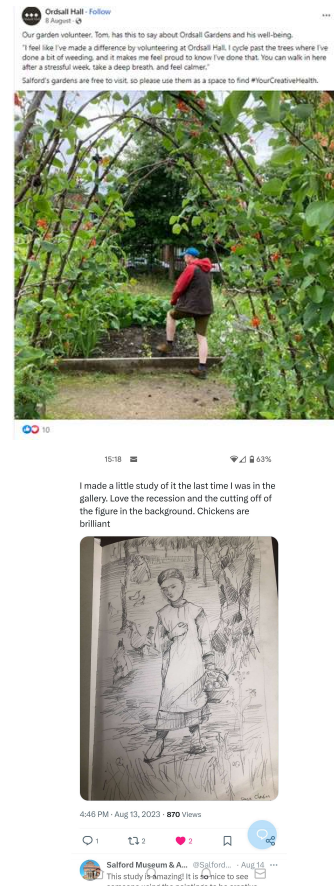 Ordsall Hall · Follow
8 August ·
Our garden volunteer, Tom, has this to say about Ordsall Gardens and his well-being.
"I feel like I've made a difference by volunteering at Ordsall Hall, I cycle past the trees where I've
done a bit of weeding, and it makes me feel proud to know I've done that. You can walk in here
after a stressful week, take a deep breath, and feel calmer."
Salford's gardens are free to visit, so please use them as a space to find #YourCreativeHealth.
10
15:18 63%
I made a little study of it the last time I was in the
gallery. Love the recession and the cutting off of
the figure in the background. Chickens are
brilliant
4:46 PM · Aug 13, 2023 · 870 Views
1 2 2
Salford Museum & A... @Salford... · Aug 14
This study is amazing! It is so nice to see